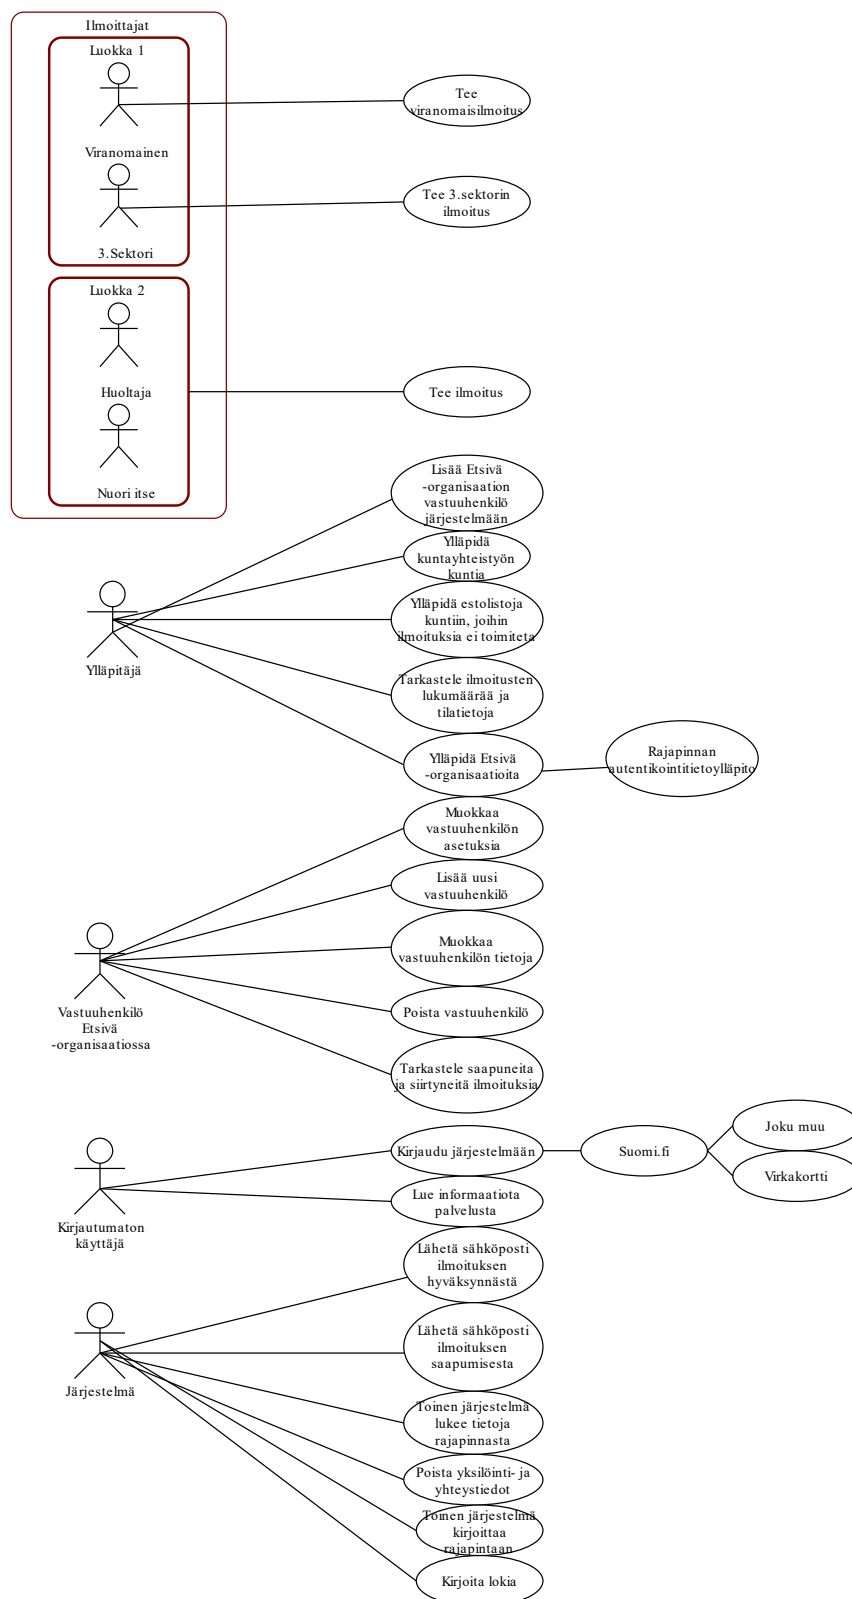 Ilmoittajat
Luokka 1
Viranomainen
3.Sektori
Tee
viranomaisilmoitus
Tee 3.sektorin
ilmoitus
Luokka 2
Huoltaja
Nuori itse
Tee ilmoitus
Ylläpitäjä
Lisää Etsivä
-organisaation
vastuuhenkilö
järjestelmään
Ylläpidä
kuntayhteistyön
kuntia
Ylläpidä estolistoja
kuntiin, joihin
ilmoituksia ei toimiteta
Tarkastele ilmoitusten
lukumäärää ja
tilatietoja
Ylläpidä Etsivä
-organisaatioita
Rajapinnan
autentikointitietoylläpito
Vastuuhenkilö
Etsivä
-organisaatiossa
Muokkaa
vastuuhenkilön
asetuksia
Lisää uusi
vastuuhenkilö
Muokkaa
vastuuhenkilön tietoja
Poista vastuuhenkilö
Tarkastele saapuneita
ja siirtyneitä ilmoituksia
Kirjautumaton
käyttäjä
Kirjaudu järjestelmään
Suomi.fi
Joku muu
Virkakortti
Lue informaatiota
palvelusta
Järjestelmä
Lähetä sähköposti
ilmoituksen
hyväksynnästä
Lähetä sähköposti
ilmoituksen
saapumisesta
Toinen järjestelmä
lukee tietoja
rajapinnasta
Poista yksilöinti- ja
yhteystiedot
Toinen järjestelmä
kirjoittaa
rajapintaan
Kirjoita lokia